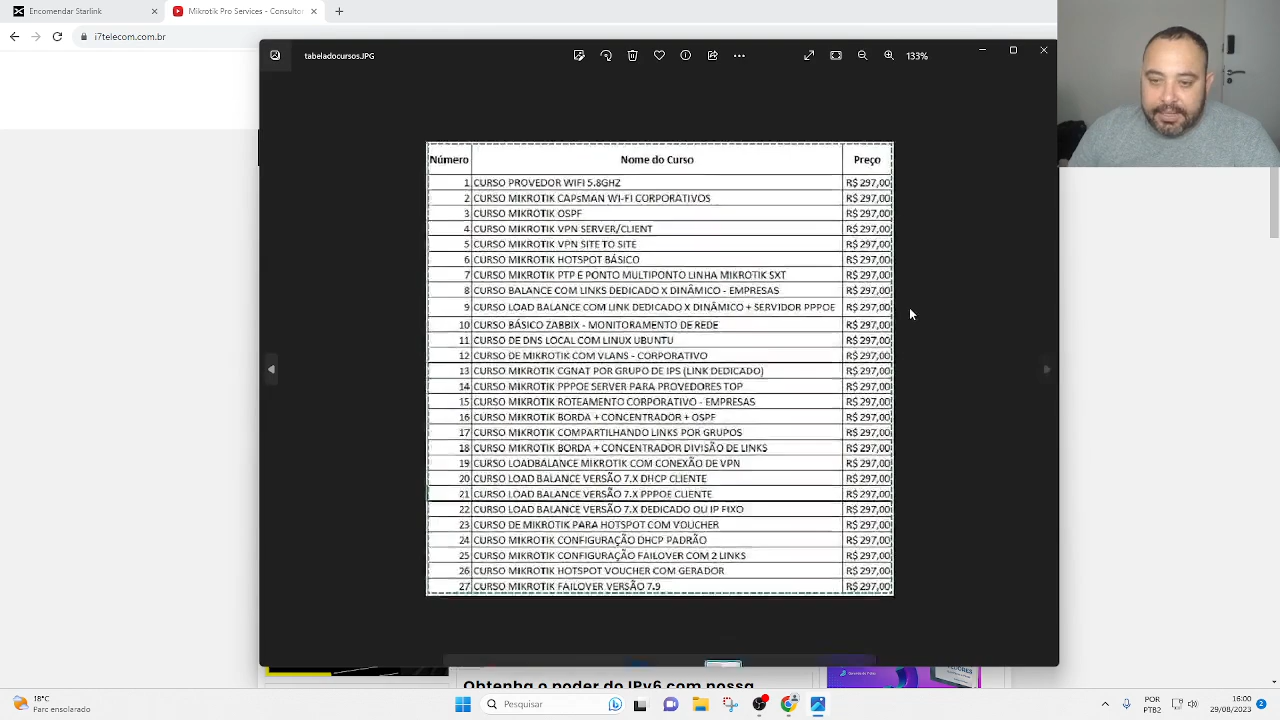 Encomendar Starlink
Mikrotik Pro Services - Consultor
i7telecom.com.br
tabeladocursos.JPG
133%
Número Nome do Curso Preço
1 CURSO PROVEDOR WIFI 5.8GHZ R$ 297,00
2 CURSO MIKROTIK CAPsMAN WI-FI CORPORATIVOS R$ 297,00
3 CURSO MIKROTIK OSPF R$ 297,00
4 CURSO MIKROTIK VPN SERVER/CLIENT R$ 297,00
5 CURSO MIKROTIK VPN SITE TO SITE R$ 297,00
6 CURSO MIKROTIK HOTSPOT BÁSICO R$ 297,00
7 CURSO MIKROTIK PTP E PONTO MULTIPONTO LINHA MIKROTIK SXT R$ 297,00
8 CURSO BALANCE COM LINKS DEDICADO X DINÂMICO - EMPRESAS R$ 297,00
9 CURSO LOAD BALANCE COM LINK DEDICADO X DINÂMICO + SERVIDOR PPPOE R$ 297,00
10 CURSO BÁSICO ZABBIX - MONITORAMENTO DE REDE R$ 297,00
11 CURSO DE DNS LOCAL COM LINUX UBUNTU R$ 297,00
12 CURSO DE MIKROTIK COM VLANS - CORPORATIVO R$ 297,00
13 CURSO MIKROTIK CGNAT POR GRUPO DE IPS (LINK DEDICADO) R$ 297,00
14 CURSO MIKROTIK PPPOE SERVER PARA PROVEDORES TOP R$ 297,00
15 CURSO MIKROTIK ROTEAMENTO CORPORATIVO - EMPRESAS R$ 297,00
16 CURSO MIKROTIK BORDA + CONCENTRADOR + OSPF R$ 297,00
17 CURSO MIKROTIK COMPARTILHANDO LINKS POR GRUPOS R$ 297,00
18 CURSO MIKROTIK BORDA + CONCENTRADOR DIVISÃO DE LINKS R$ 297,00
19 CURSO LOADBALANCE MIKROTIK COM CONEXÃO DE VPN R$ 297,00
20 CURSO LOAD BALANCE VERSÃO 7.X DHCP CLIENTE R$ 297,00
21 CURSO LOAD BALANCE VERSÃO 7.X PPPOE CLIENTE R$ 297,00
22 CURSO LOAD BALANCE VERSÃO 7.X DEDICADO OU IP FIXO R$ 297,00
23 CURSO DE MIKROTIK PARA HOTSPOT COM VOUCHER R$ 297,00
24 CURSO MIKROTIK CONFIGURAÇÃO DHCP PADRÃO R$ 297,00
25 CURSO MIKROTIK CONFIGURAÇÃO FAILOVER COM 2 LINKS R$ 297,00
26 CURSO MIKROTIK HOTSPOT VOUCHER COM GERADOR R$ 297,00
27 CURSO MIKROTIK FAILOVER VERSÃO 7.9 R$ 297,00
Obtenha o poder do IPv6 com nossa
18°C
Parc ensolarado
Pesquisar
POR
PTB2
16:00
29/08/2023
2